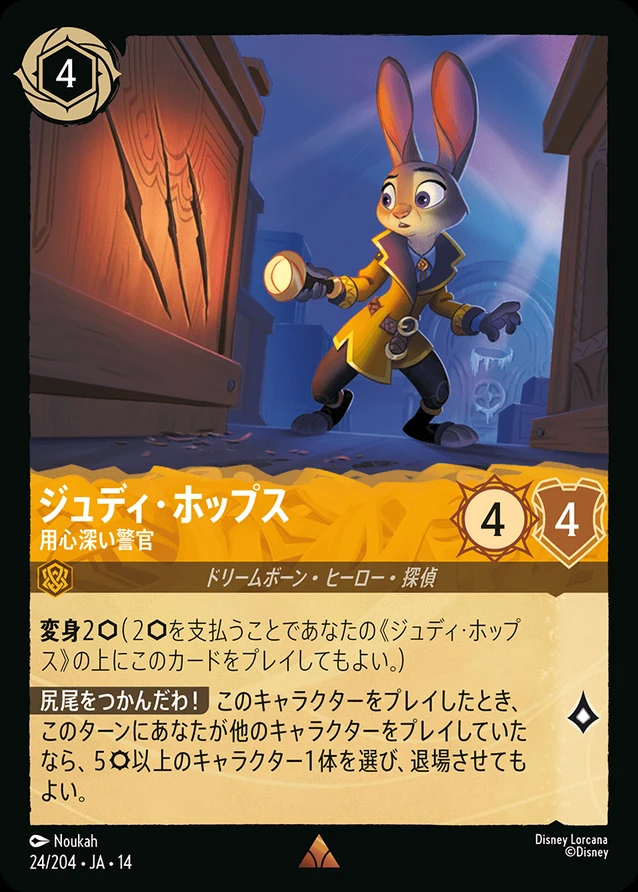 4
ジュディ・ホップス
用心深い警官
4
4
ドリームボーン・ヒーロー・探偵
変身2⬡(2⬡を支払うことであなたの《ジュディ・ホップ
ス》の上にこのカードをプレイしてもよい。)
尻尾をつかんだわ! このキャラクターをプレイしたとき、
このターンにあなたが他のキャラクターをプレイしていた
なら、5¤以上のキャラクター1体を選び、退場させても
よい。
Noukah
24/204・JA・14
Disney Lorcana
©Disney